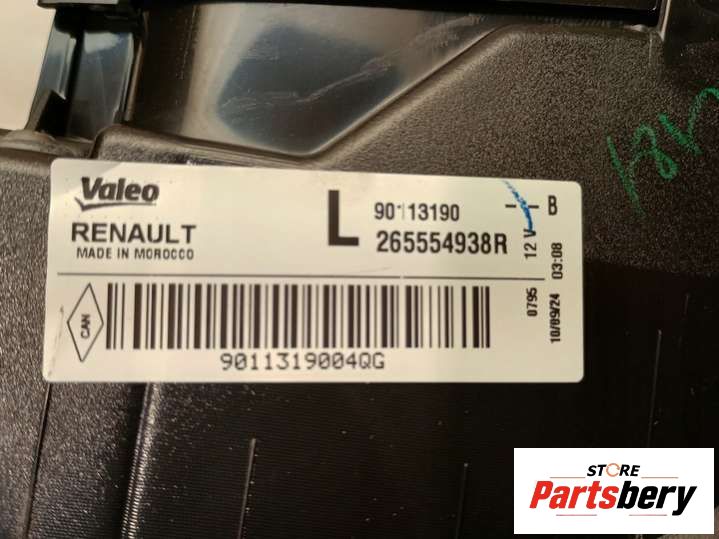 Valeo
RENAULT
MADE IN MOROCCO
L
90113190
265554938R
B
12 V
0795
10/09/24 03:08
CAN
9011319004QG
STORE
Partsbery